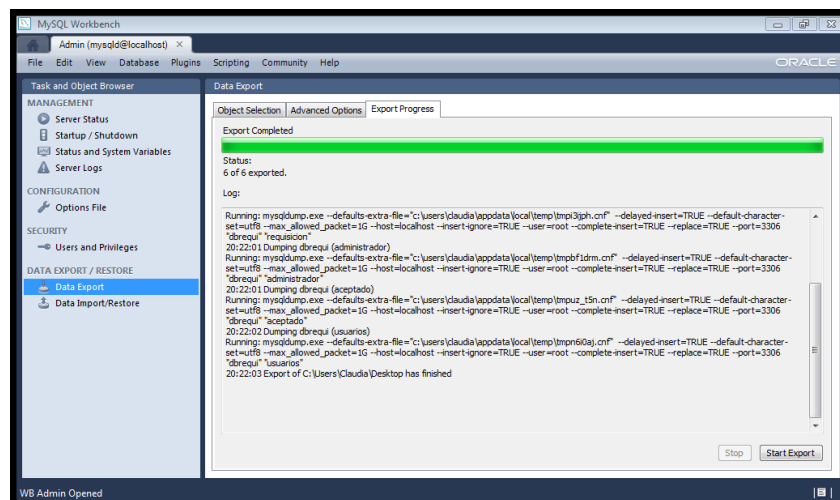 MySQL Workbench
Admin (mysqld@localhost)
File Edit View Database Plugins Scripting Community Help
ORACLE
Task and Object Browser
MANAGEMENT
Server Status
Startup / Shutdown
Status and System Variables
Server Logs
CONFIGURATION
Options File
SECURITY
Users and Privileges
DATA EXPORT / RESTORE
Data Export
Data Import/Restore
Data Export
Object Selection Advanced Options Export Progress
Export Completed
Status:
6 of 6 exported.
Log:
Running: mysqldump.exe --defaults-extra-file="c:\users\claudia\appdata\local\temp\tmpi3jjph.cnf" --delayed-insert=TRUE --default-character-
set=utf8 --max_allowed_packet=1G --host=localhost --insert-ignore=TRUE --user=root --complete-insert=TRUE --replace=TRUE --port=3306
"dbrequi" "requisicion"
20:22:01 Dumping dbrequi (administrador)
Running: mysqldump.exe --defaults-extra-file="c:\users\claudia\appdata\local\temp\tmpbf1drm.cnf" --delayed-insert=TRUE --default-character-
set=utf8 --max_allowed_packet=1G --host=localhost --insert-ignore=TRUE --user=root --complete-insert=TRUE --replace=TRUE --port=3306
"dbrequi" "administrador"
20:22:01 Dumping dbrequi (aceptado)
Running: mysqldump.exe --defaults-extra-file="c:\users\claudia\appdata\local\temp\tmpuz_t5n.cnf" --delayed-insert=TRUE --default-character-
set=utf8 --max_allowed_packet=1G --host=localhost --insert-ignore=TRUE --user=root --complete-insert=TRUE --replace=TRUE --port=3306
"dbrequi" "aceptado"
20:22:02 Dumping dbrequi (usuarios)
Running: mysqldump.exe --defaults-extra-file="c:\users\claudia\appdata\local\temp\tmpn6i0aj.cnf" --delayed-insert=TRUE --default-character-
set=utf8 --max_allowed_packet=1G --host=localhost --insert-ignore=TRUE --user=root --complete-insert=TRUE --replace=TRUE --port=3306
"dbrequi" "usuarios"
20:22:03 Export of C:\Users\Claudia\Desktop has finished
Stop Start Export
WB Admin Opened